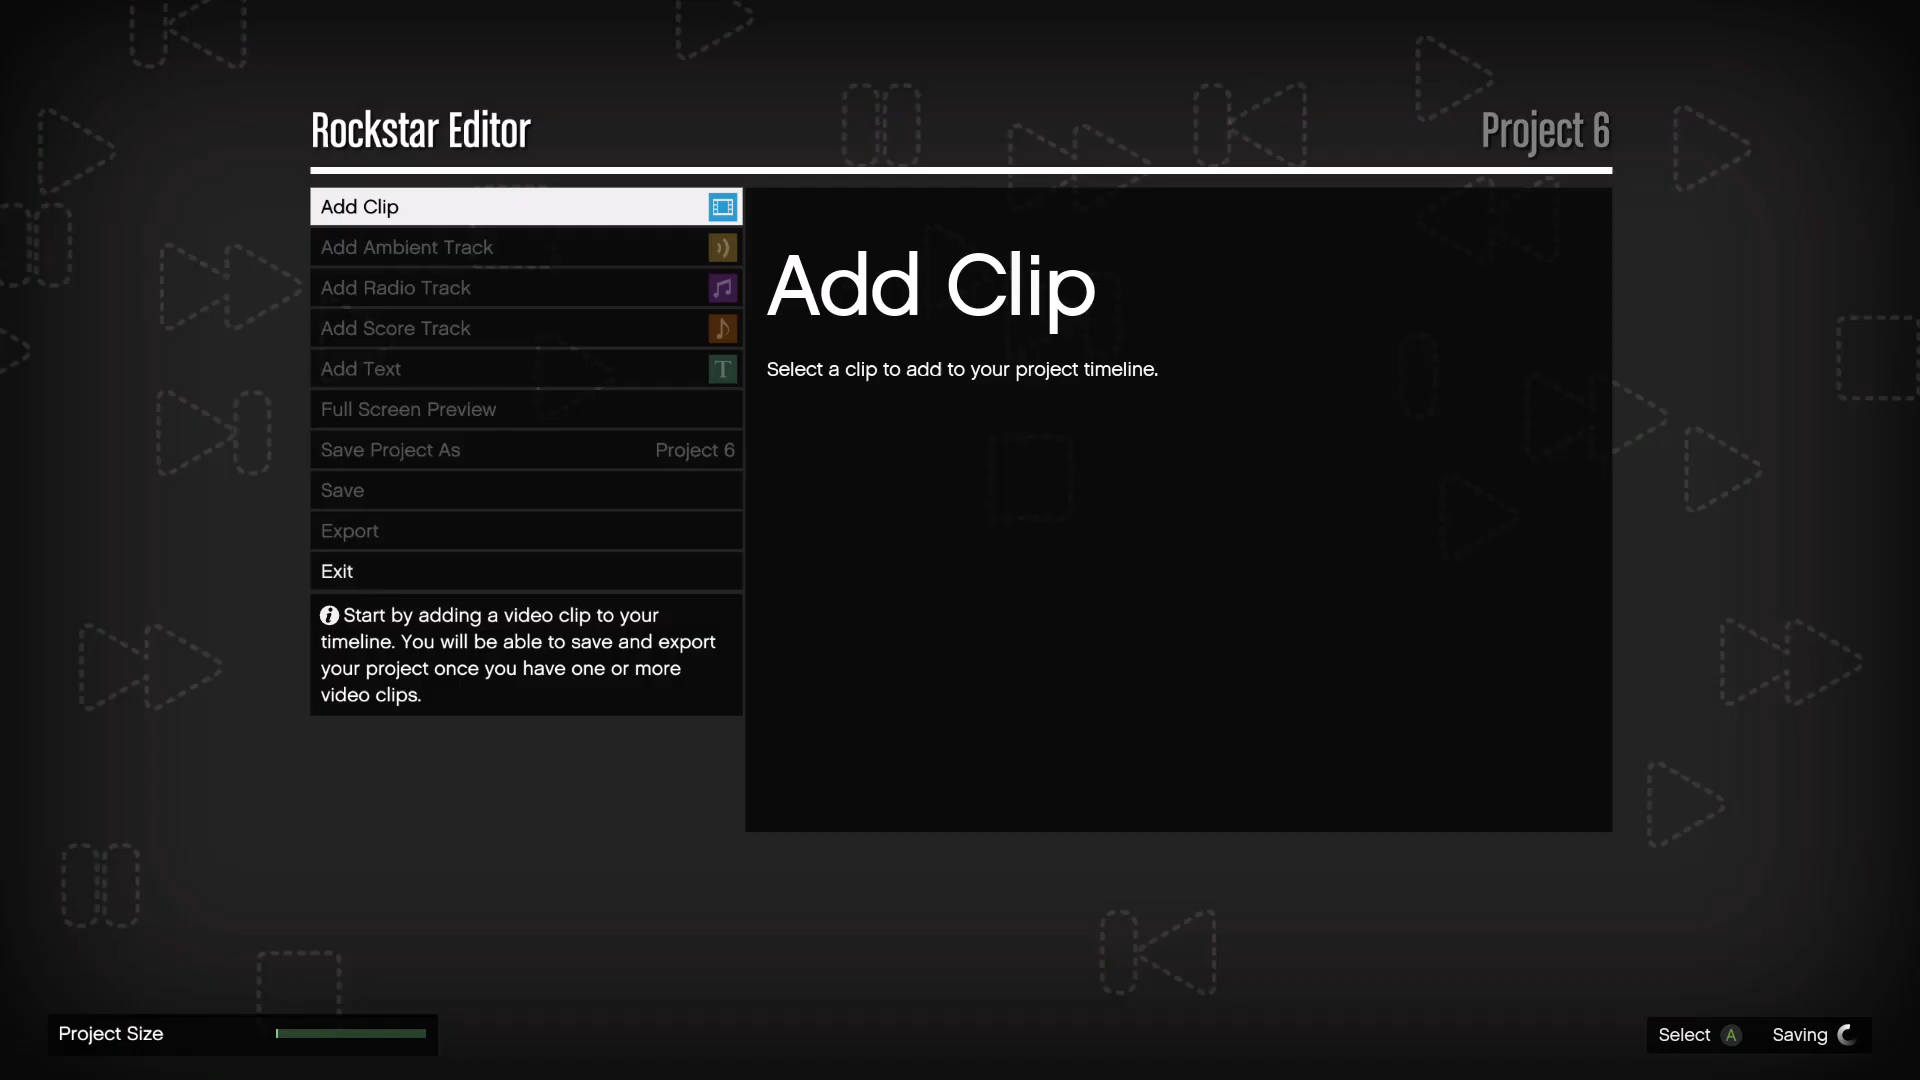 Rockstar Editor
Project 6
Add Clip
Add Ambient Track
Add Radio Track
Add Score Track
Add Text
T
Full Screen Preview
Save Project As
Project 6
Save
Export
Exit
i Start by adding a video clip to your
timeline. You will be able to save and export
your project once you have one or more
video clips.
Add Clip
Select a clip to add to your project timeline.
Project Size
Select A Saving